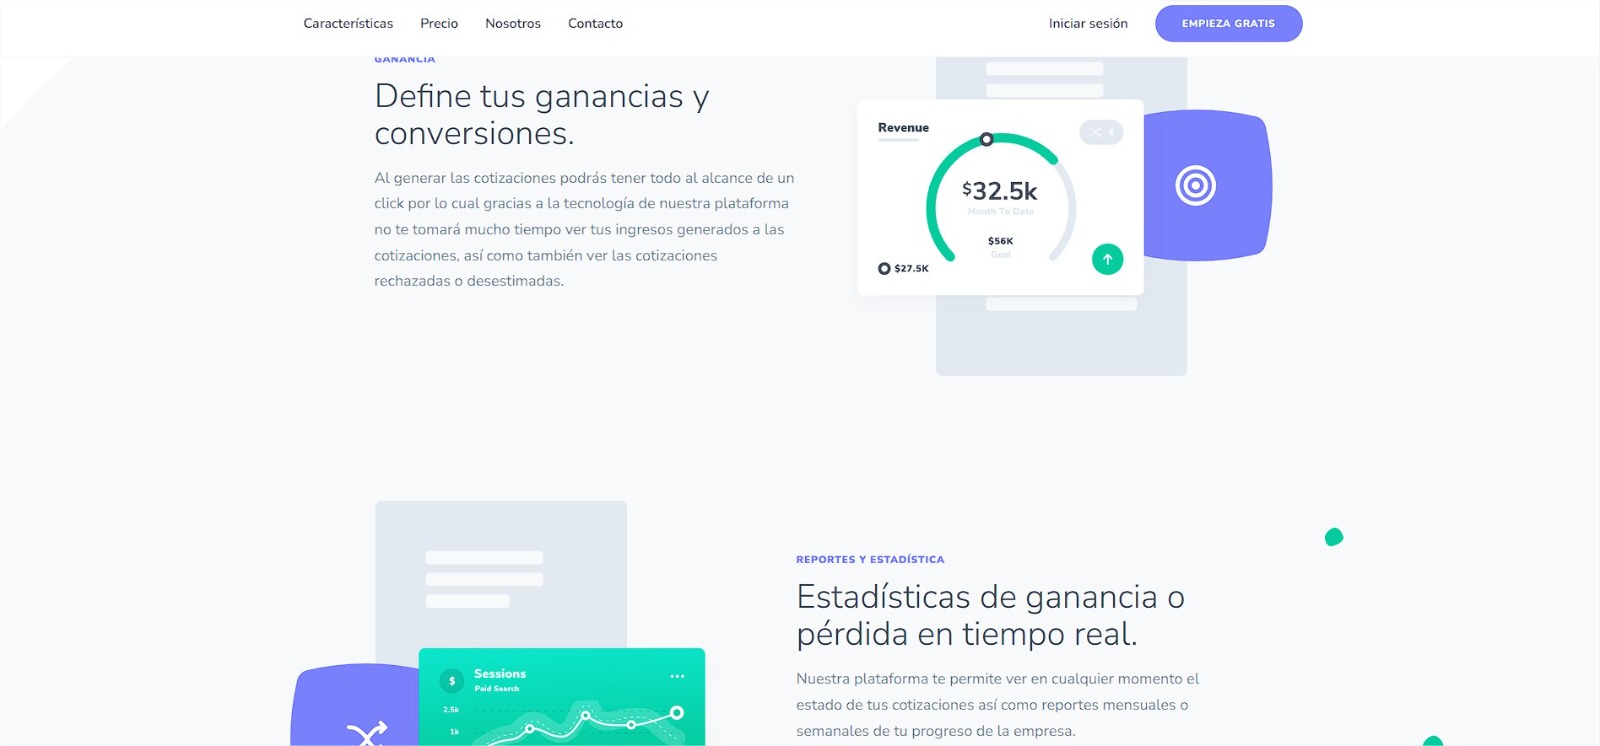 Características Precio Nosotros Contacto Iniciar sesión EMPIEZA GRATIS
GANANCIA
Define tus ganancias y
conversiones.
Al generar las cotizaciones podrás tener todo al alcance de un
click por lo cual gracias a la tecnología de nuestra plataforma
no te tomará mucho tiempo ver tus ingresos generados a las
cotizaciones, así como también ver las cotizaciones
rechazadas o desestimadas.
Revenue
4
$32.5k
Month To Date
$56K
Goal
$27.5K
REPORTES Y ESTADÍSTICA
Estadísticas de ganancia o
pérdida en tiempo real.
Nuestra plataforma te permite ver en cualquier momento el
estado de tus cotizaciones así como reportes mensuales o
semanales de tu progreso de la empresa.
$
Sessions
Paid Search
2.5k
1k